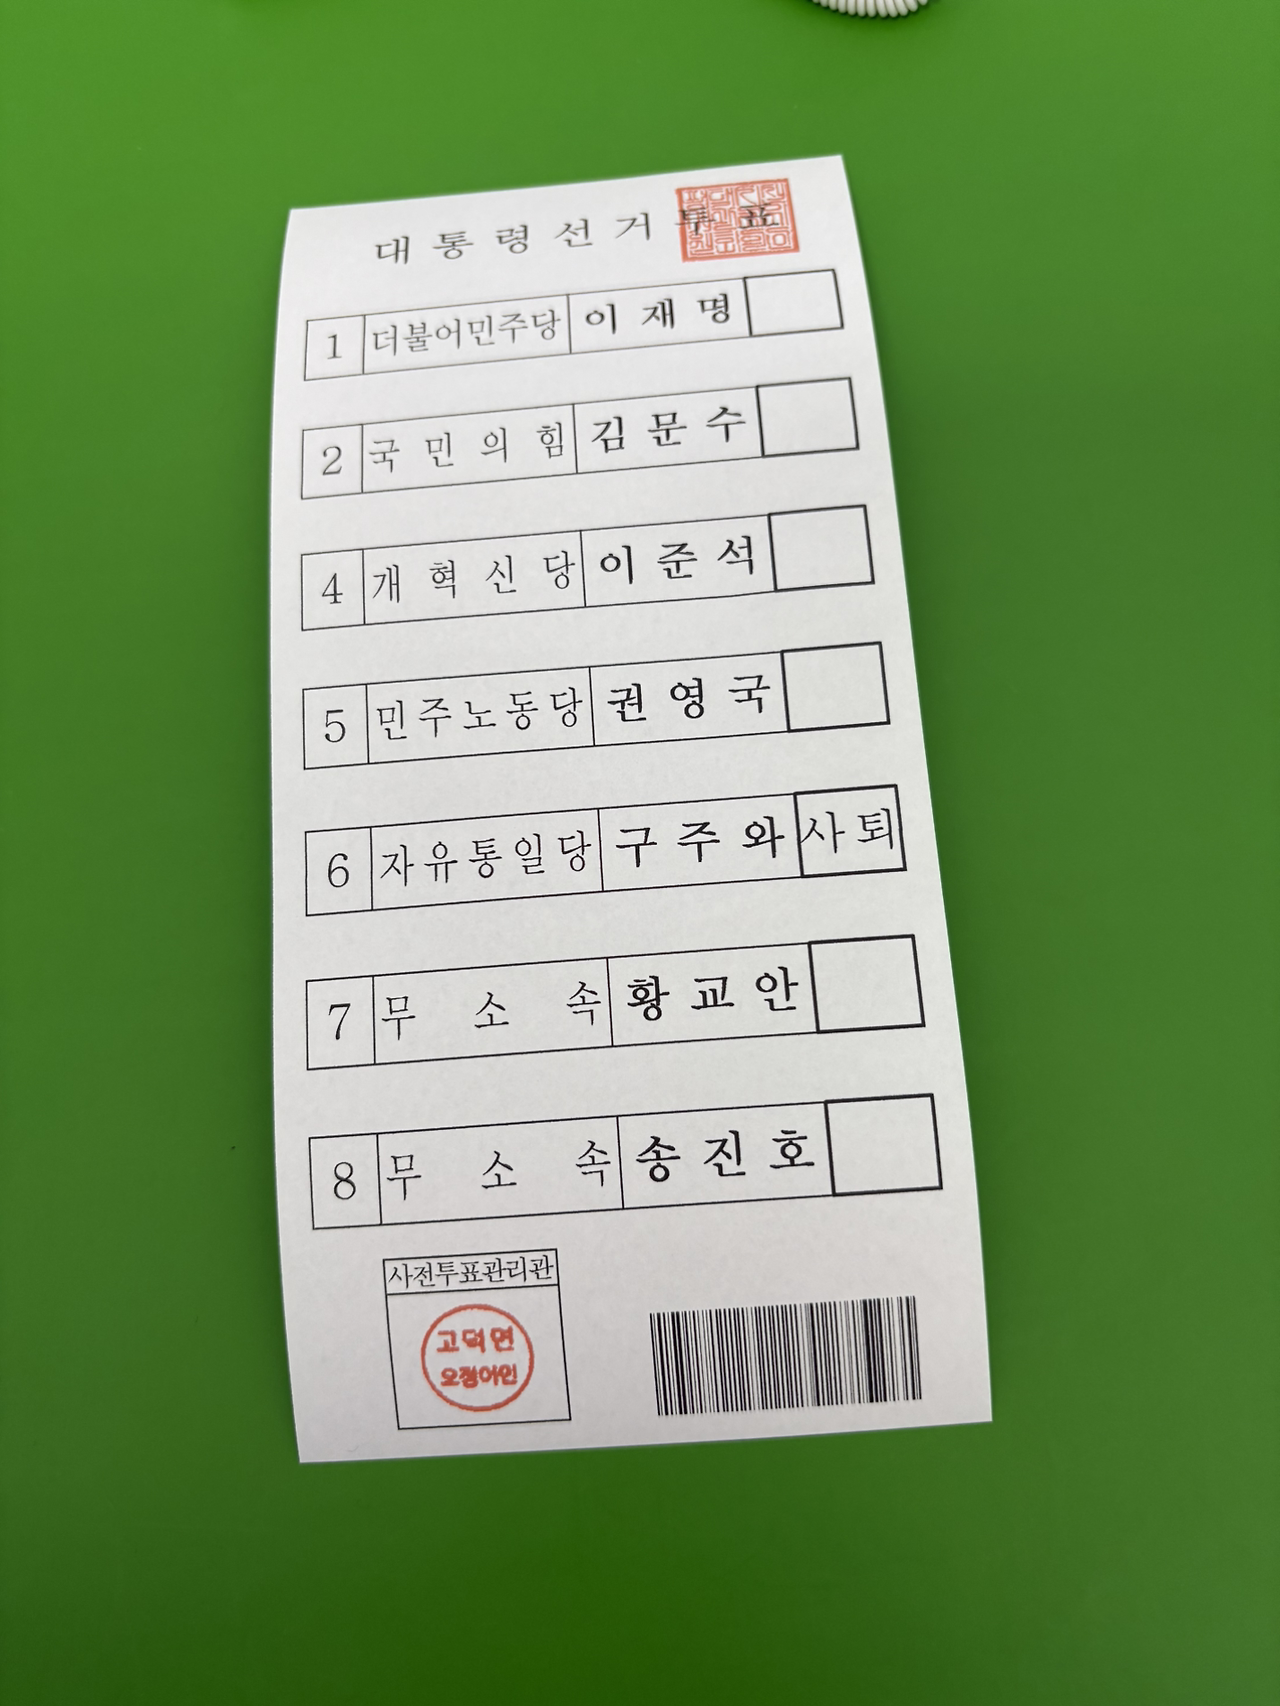 대통령선거투표
1 더불어민주당 이재명
2 국민의힘 김문수
4 개혁신당 이준석
5 민주노동당 권영국
6 자유통일당 구주와 사퇴
7 무소속 황교안
8 무소속 송진호
사전투표관리관
고덕면